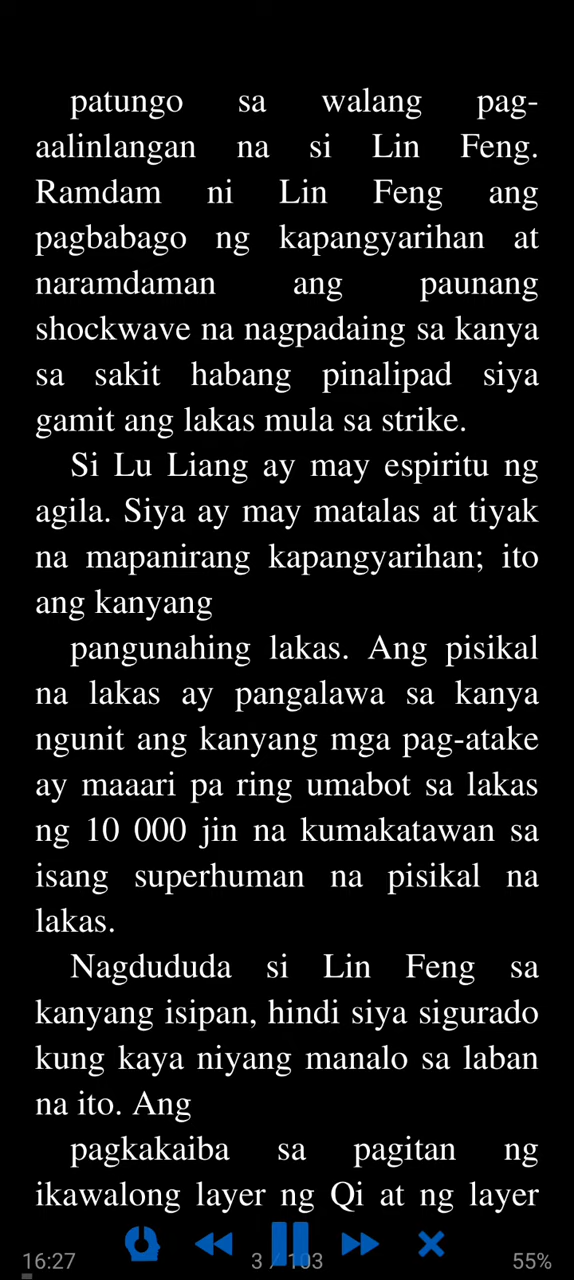 patungo sa walang pag-
aalinlangan na si Lin Feng.
Ramdam ni Lin Feng ang
pagbabago ng kapangyarihan at
naramdaman ang paunang
shockwave na nagpadaing sa kanya
sa sakit habang pinalipad siya
gamit ang lakas mula sa strike.
Si Lu Liang ay may espiritu ng
agila. Siya ay may matalas at tiyak
na mapanirang kapangyarihan; ito
ang kanyang
pangunahing lakas. Ang pisikal
na lakas ay pangalawa sa kanya
ngunit ang kanyang mga pag-atake
ay maaari pa ring umabot sa lakas
ng 10 000 jin na kumakatawan sa
isang superhuman na pisikal na
lakas.
Nagdududa si Lin Feng sa
kanyang isipan, hindi siya sigurado
kung kaya niyang manalo sa laban
na ito. Ang
pagkakaiba sa pagitan ng
ikawalong layer ng Qi at ng layer
16:27 3 / 103 55%